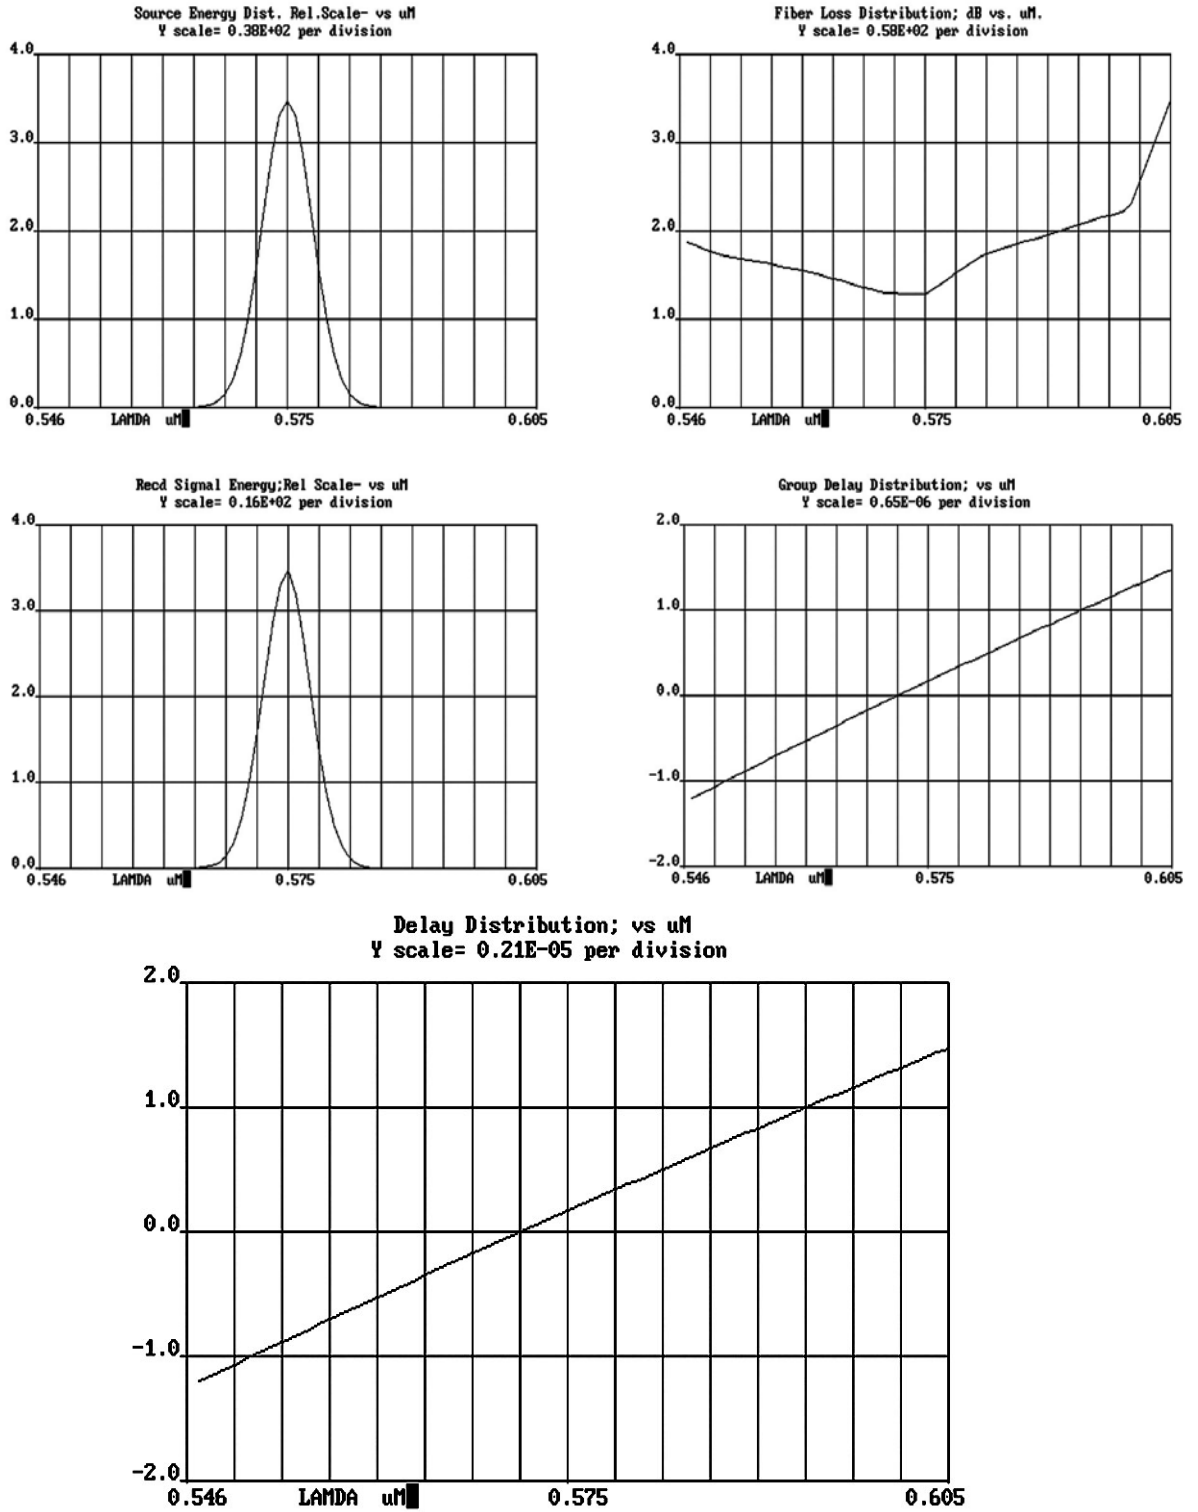 Source Energy Dist. Rel.Scale- vs uM
Y scale= 0.38E+02 per division
4.0
3.0
2.0
1.0
0.0
0.546 LAMDA uM 0.575 0.605
Fiber Loss Distribution; dB vs. uM.
Y scale= 0.58E+02 per division
4.0
3.0
2.0
1.0
0.0
0.546 LAMDA uM 0.575 0.605
Recd Signal Energy;Rel Scale- vs uM
Y scale= 0.16E+02 per division
4.0
3.0
2.0
1.0
0.0
0.546 LAMDA uM 0.575 0.605
Group Delay Distribution; vs uM
Y scale= 0.65E-06 per division
2.0
1.0
0.0
-1.0
-2.0
0.546 LAMDA uM 0.575 0.605
Delay Distribution; vs uM
Y scale= 0.21E-05 per division
2.0
1.0
0.0
-1.0
-2.0
0.546 LAMDA uM 0.575 0.605